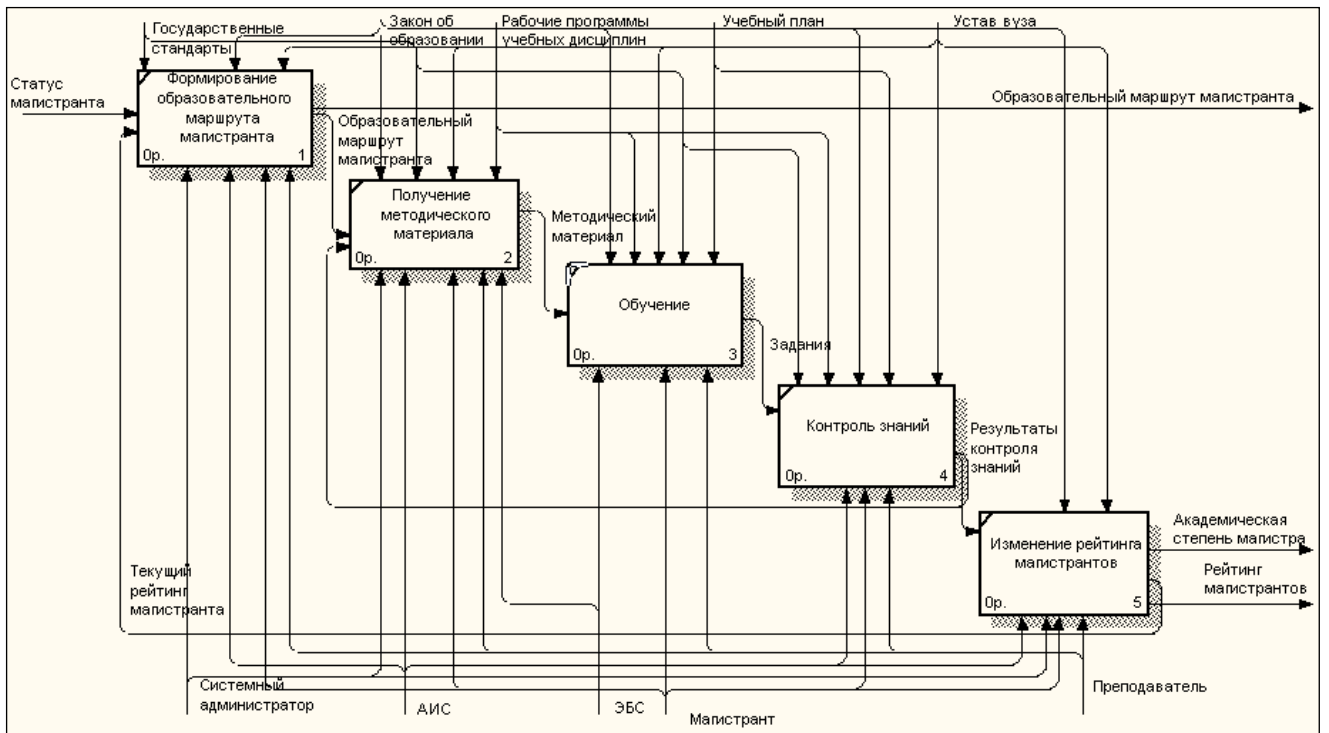 Государственные
стандарты
Закон об
образовании
Рабочие программы
учебных дисциплин
Учебный план
Устав вуза
Статус
магистранта
Формирование
образовательного
маршрута
магистранта
0р.
1
Образовательный маршрут магистранта
Образовательный
маршрут
магистранта
Получение
методического
материала
0р.
2
Методический
материал
Обучение
0р.
3
Задания
Контроль знаний
0р.
4
Результаты
контроля
знаний
Изменение рейтинга
магистрантов
0р.
5
Академическая
степень магистра
Рейтинг
магистрантов
Текущий
рейтинг
магистранта
Системный
администратор
АИС
ЭБС
Магистрант
Преподаватель